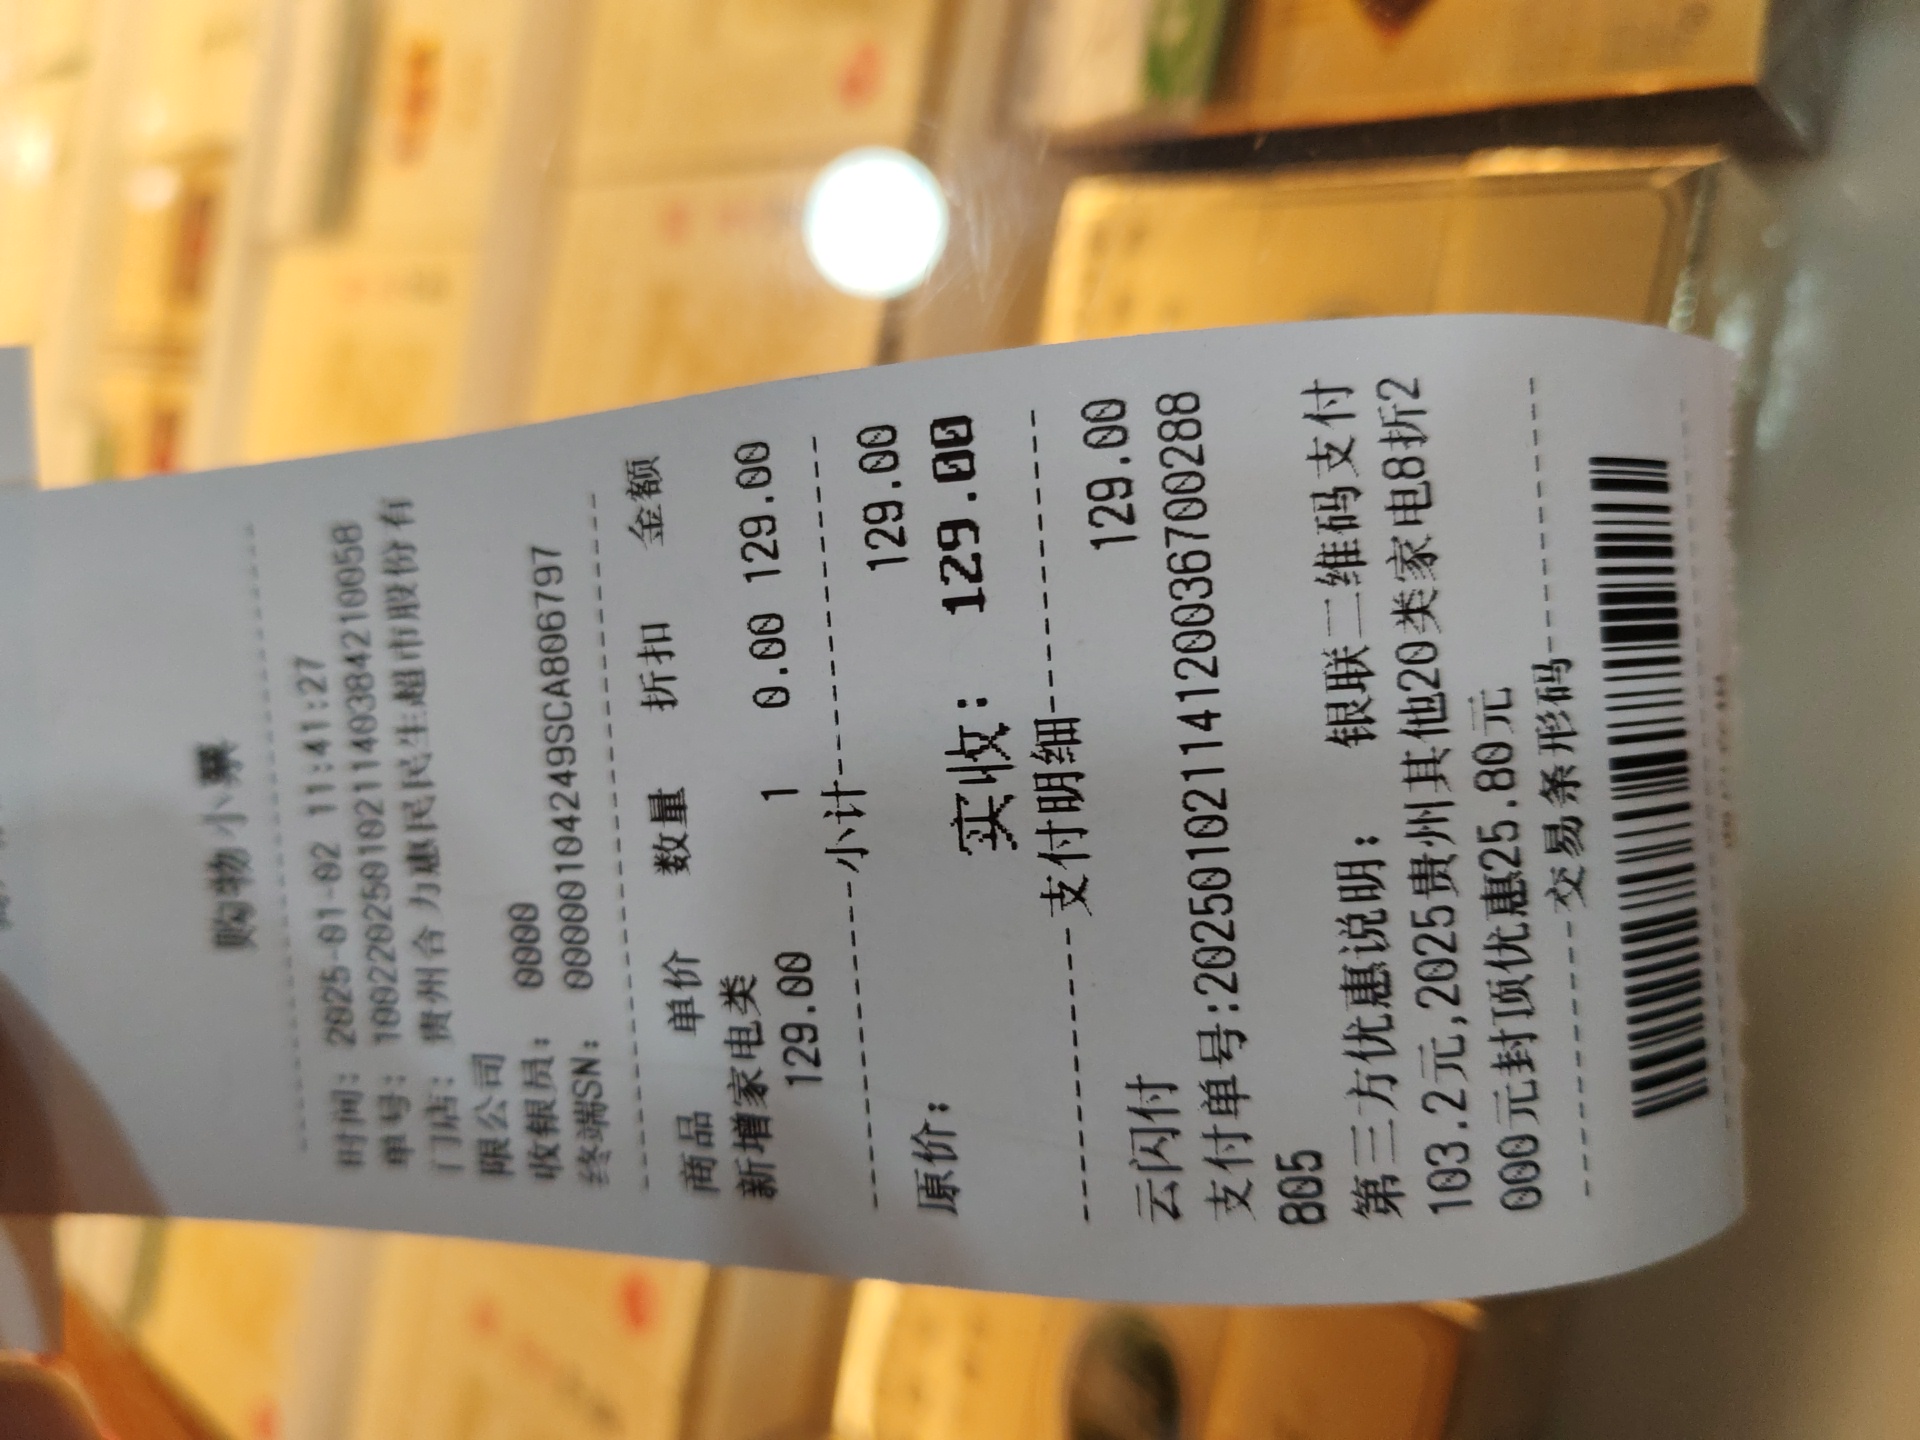 购物小票
时间: 2025-01-02 11:41:27
单号: 100220250102114038421005B
门店: 贵州合力惠民民生超市股份有
限公司
收银员: 0000
终端SN: 00000104249SCA806797
商品 单价 数量 折扣 金额
新增家电类
129.00 1 0.00 129.00
小计
原价: 129.00
实收: 129.00
支付明细
云闪付 129.00
支付单号:2025010211412003670028​8
805
第三方优惠说明: 银联二维码支付
103.2元,2025贵州其他20类家电8折2
000元封顶优惠25.80元
交易条形码